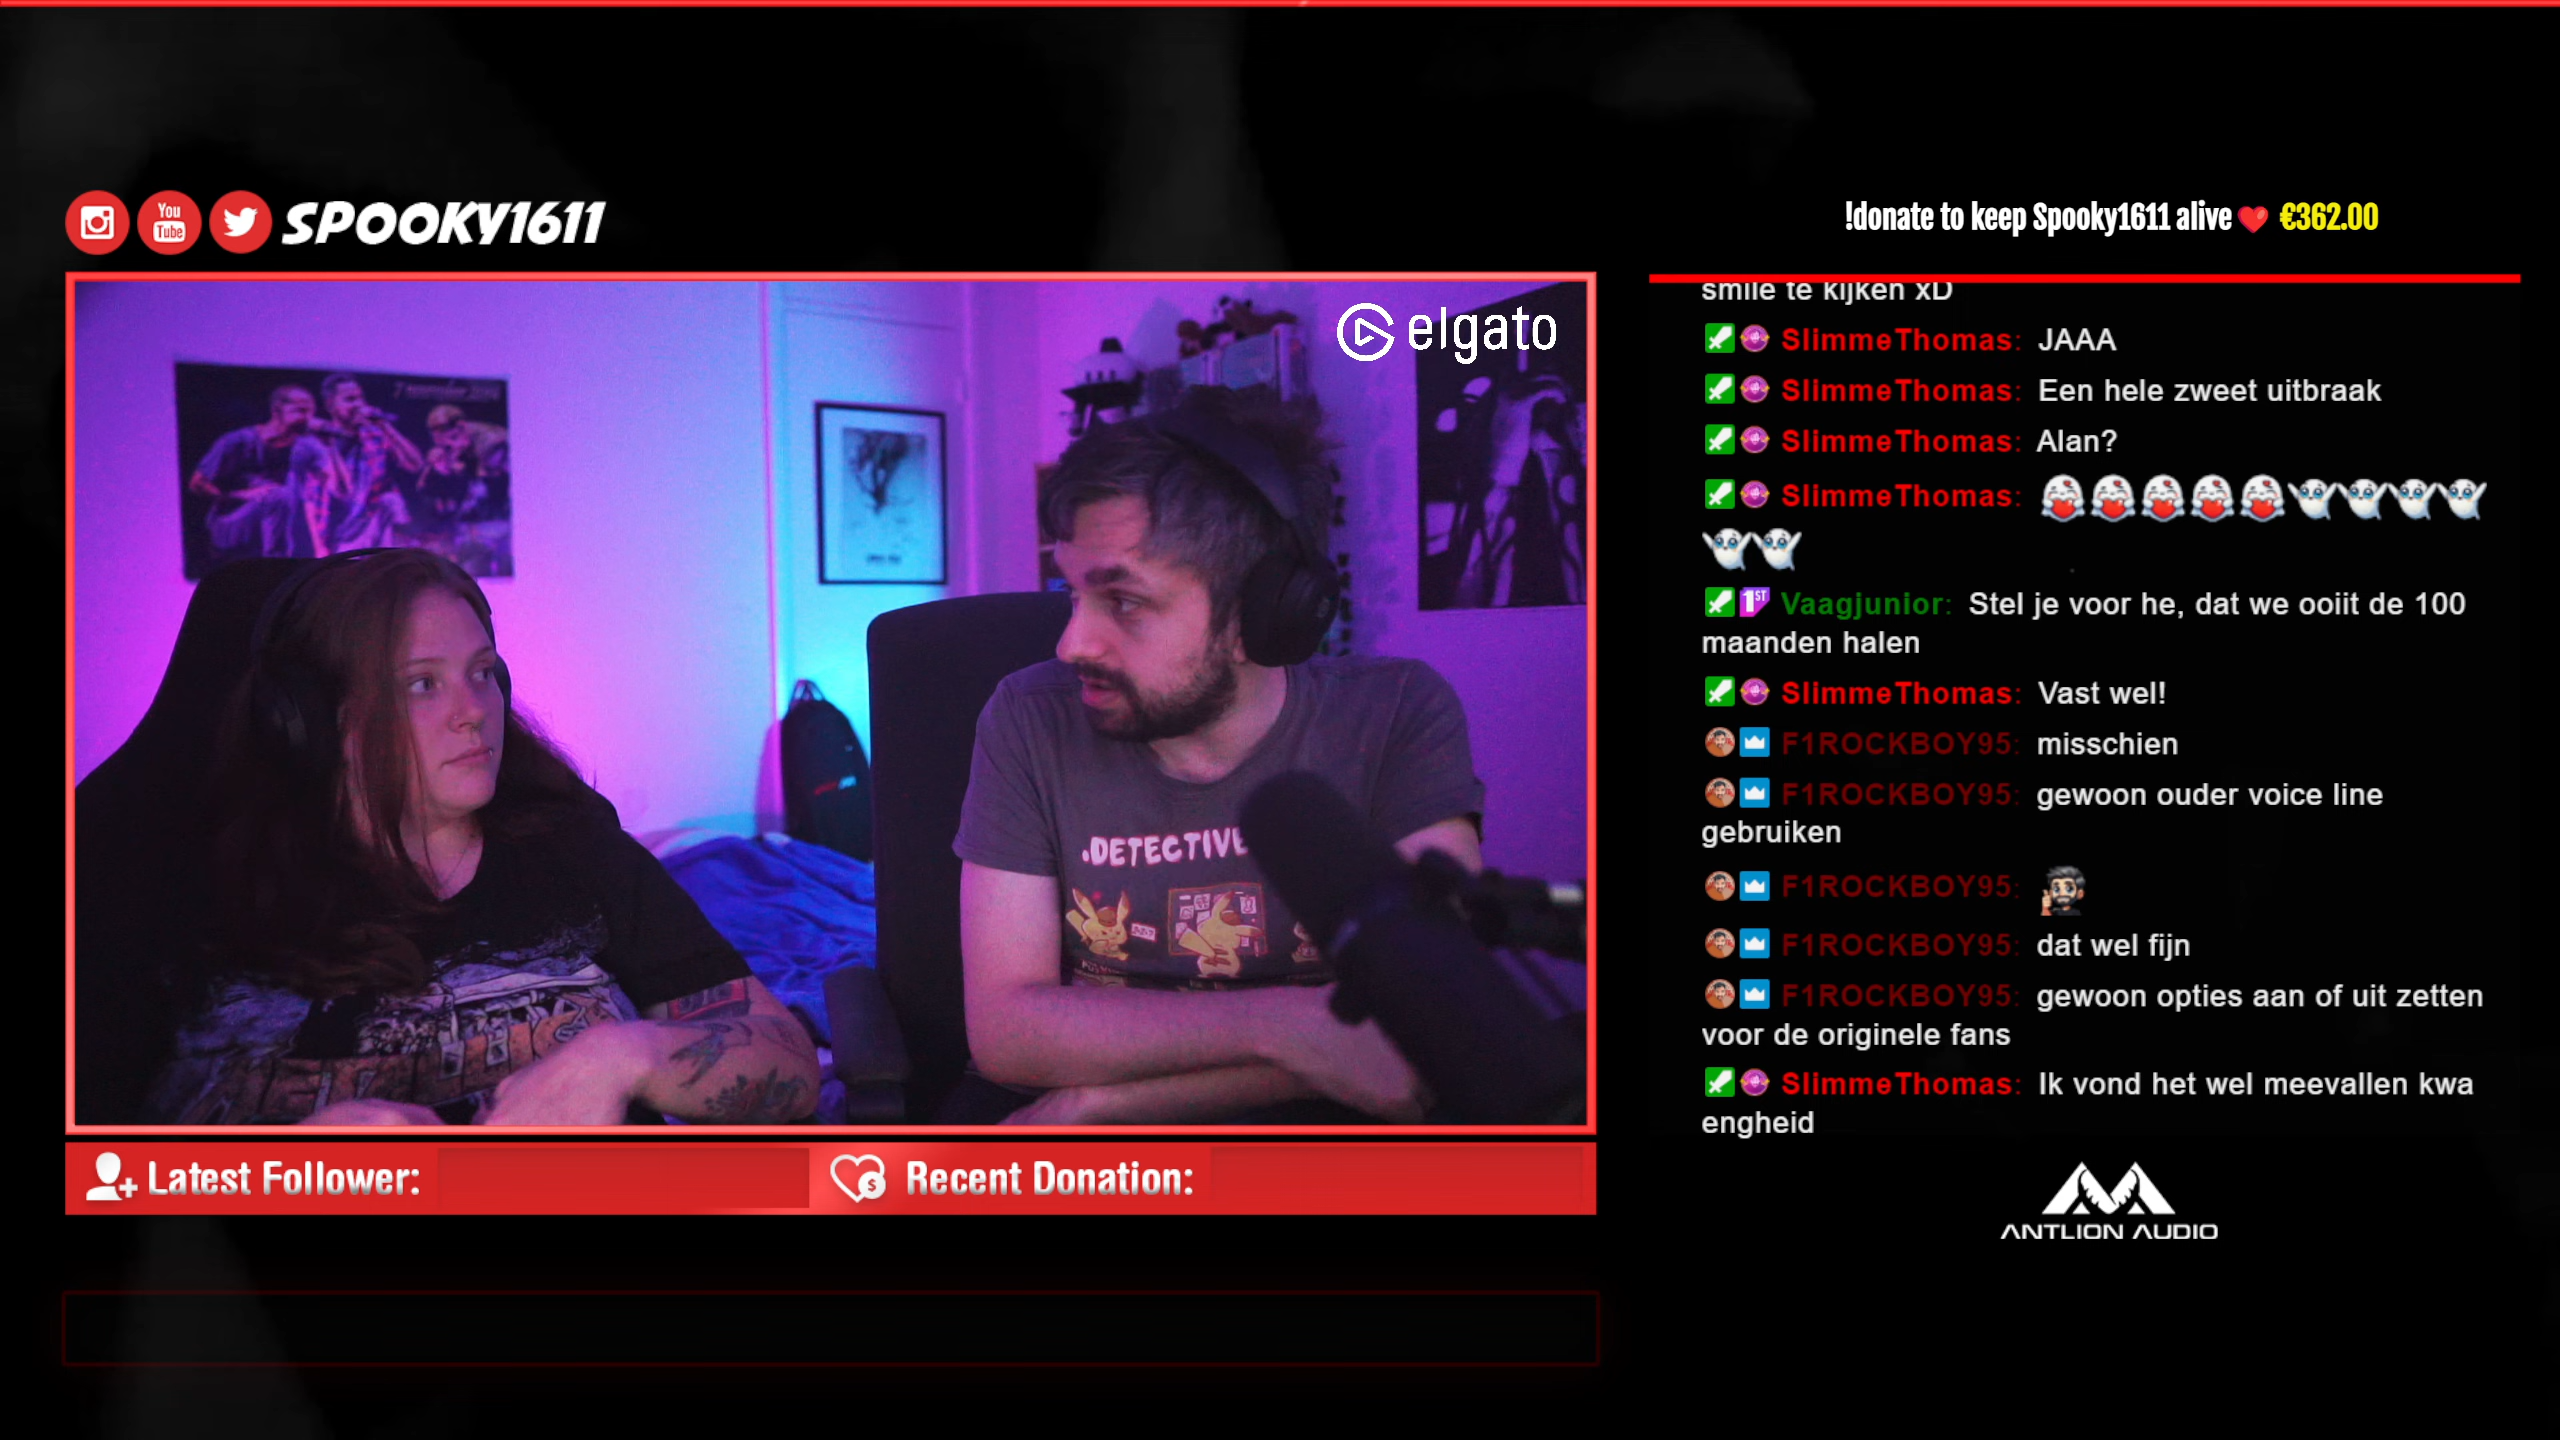 You
Tube
SPOOKY1611
!donate to keep Spooky1611 alive €362.00
elgato
.DETECTIVE
smile te kijken xD
SlimmeThomas: JAAA
SlimmeThomas: Een hele zweet uitbraak
SlimmeThomas: Alan?
SlimmeThomas:
1ST Vaagjunior: Stel je voor he, dat we ooiit de 100
maanden halen
SlimmeThomas: Vast wel!
F1ROCKBOY95: misschien
F1ROCKBOY95: gewoon ouder voice line
gebruiken
F1ROCKBOY95:
F1ROCKBOY95: dat wel fijn
F1ROCKBOY95: gewoon opties aan of uit zetten
voor de originele fans
SlimmeThomas: Ik vond het wel meevallen kwa
engheid
Latest Follower:
Recent Donation:
ANTLION AUDIO